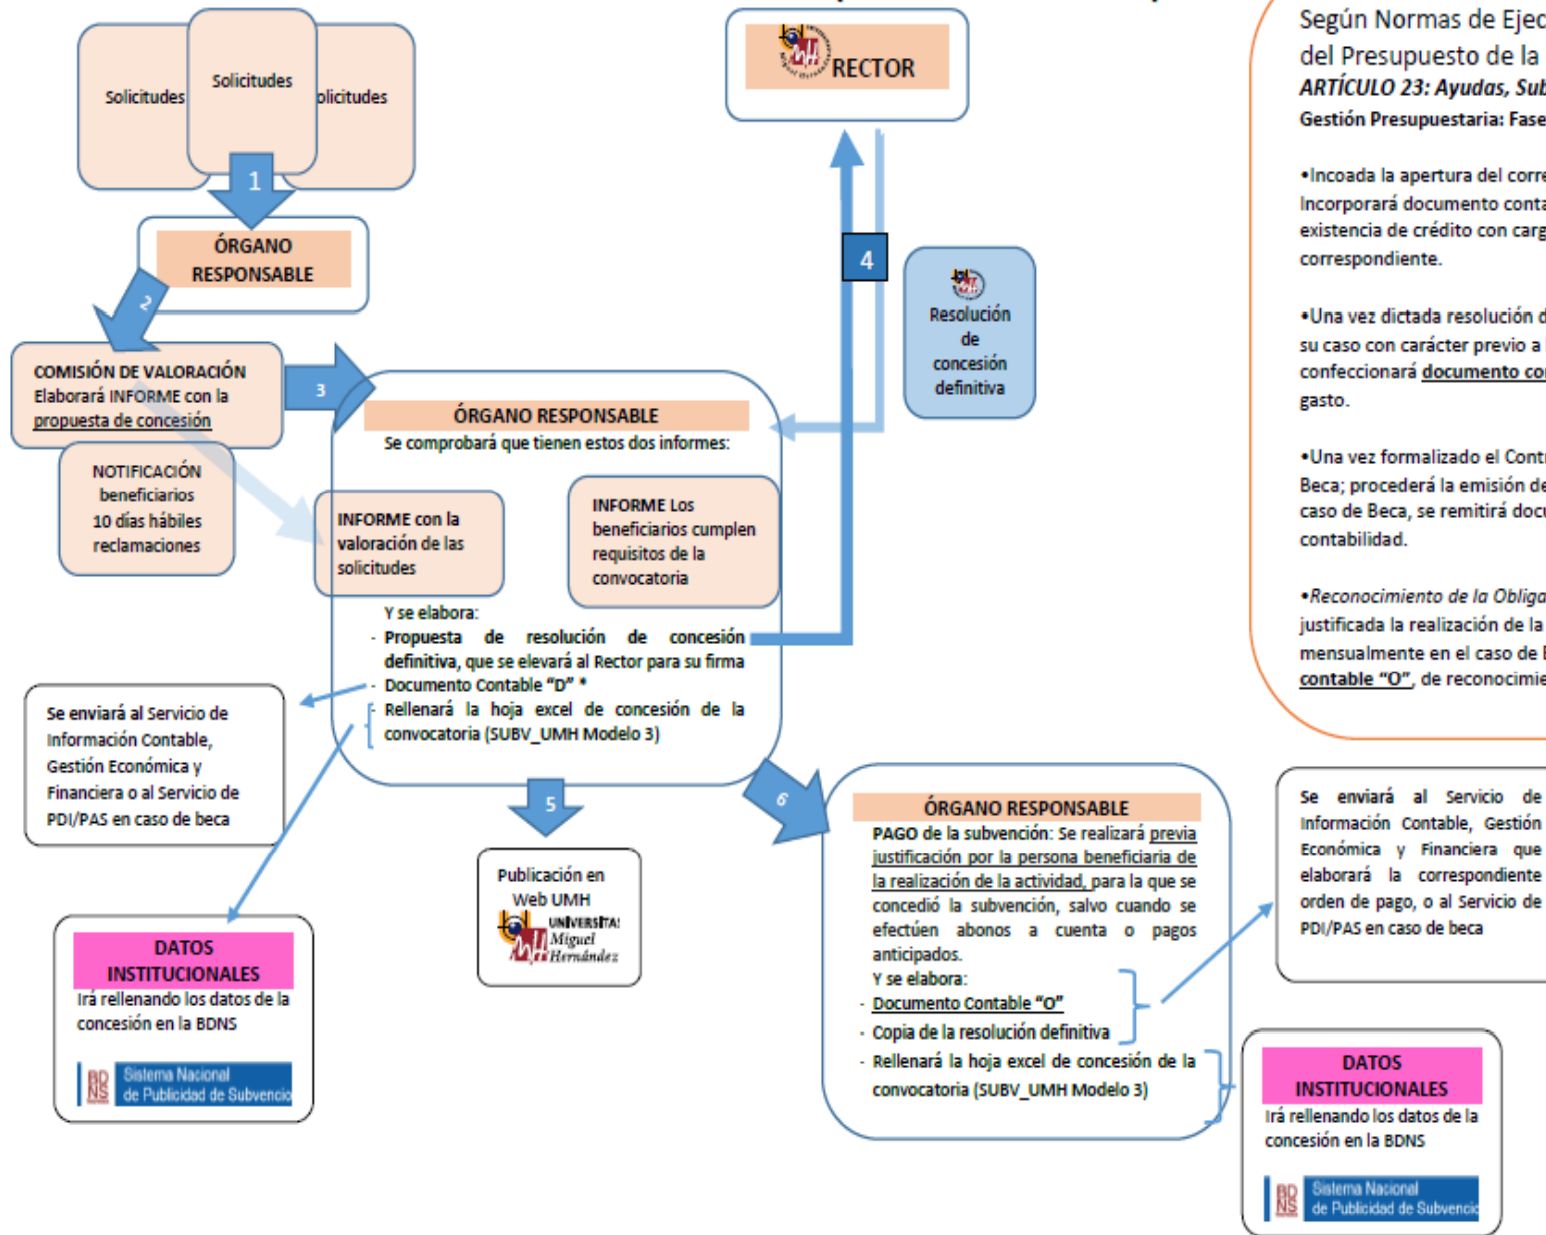 Solicitudes
Solicitudes
olicitudes
1
ÓRGANO
RESPONSABLE
2
COMISIÓN DE VALORACIÓN
Elaborará INFORME con la
propuesta de concesión
3
NOTIFICACIÓN
beneficiarios
10 días hábiles
reclamaciones
RECTOR
4
Resolución
de
concesión
definitiva
ÓRGANO RESPONSABLE
Se comprobará que tienen estos dos informes:
INFORME con la
valoración de las
solicitudes
INFORME Los
beneficiarios cumplen
requisitos de la
convocatoria
Y se elabora:
- Propuesta de resolución de concesión
definitiva, que se elevará al Rector para su firma
- Documento Contable "D" *
- Rellenará la hoja excel de concesión de la
convocatoria (SUBV_UMH Modelo 3)
Se enviará al Servicio de
Información Contable,
Gestión Económica y
Financiera o al Servicio de
PDI/PAS en caso de beca
DATOS
INSTITUCIONALES
Irá rellenando los datos de la
concesión en la BDNS
BD
NS
Sistema Nacional
de Publicidad de Subvencio
5
Publicación en
Web UMH
UNIVERSITAS
Miguel
Hernández
6
ÓRGANO RESPONSABLE
PAGO de la subvención: Se realizará previa
justificación por la persona beneficiaria de
la realización de la actividad, para la que se
concedió la subvención, salvo cuando se
efectúen abonos a cuenta o pagos
anticipados.
Y se elabora:
- Documento Contable "O"
- Copia de la resolución definitiva
- Rellenará la hoja excel de concesión de la
convocatoria (SUBV_UMH Modelo 3)
Se enviará al Servicio de
Información Contable, Gestión
Económica y Financiera que
elaborará la correspondiente
orden de pago, o al Servicio de
PDI/PAS en caso de beca
DATOS
INSTITUCIONALES
Irá rellenando los datos de la
concesión en la BDNS
BD
NS
Sistema Nacional
de Publicidad de Subvencio
Según Normas de Ejec
del Presupuesto de la
ARTÍCULO 23: Ayudas, Sub
Gestión Presupuestaria: Fase
•Incoada la apertura del corre
Incorporará documento conta
existencia de crédito con carg
correspondiente.
•Una vez dictada resolución d
su caso con carácter previo a
confeccionará documento co
gasto.
•Una vez formalizado el Contr
Beca; procederá la emisión de
caso de Beca, se remitirá docu
contabilidad.
•Reconocimiento de la Obliga
justificada la realización de la
mensualmente en el caso de
contable "O", de reconocimie